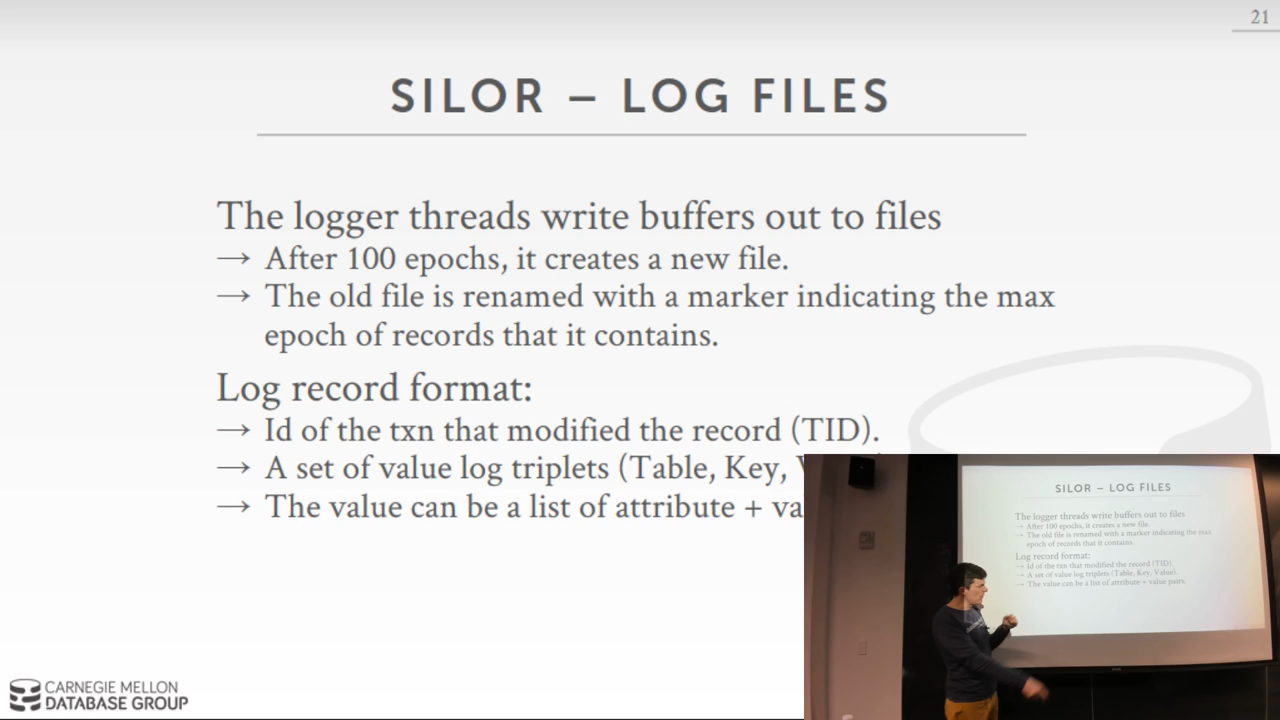 21
SILOR – LOG FILES
The logger threads write buffers out to files
→ After 100 epochs, it creates a new file.
→ The old file is renamed with a marker indicating the max
epoch of records that it contains.
Log record format:
→ Id of the txn that modified the record (TID).
→ A set of value log triplets (Table, Key,
→ The value can be a list of attribute + va
SILOR – LOG FILES
The logger threads write buffers out to files
→ After 100 epochs, it creates a new file.
→ The old file is renamed with a marker indicating the max
epoch of records that it contains.
Log record format:
→ Id of the txn that modified the record (TID).
→ A set of value log triplets (Table, Key, Value).
→ The value can be a list of attribute + value pairs.
CARNEGIE MELLON
DATABASE GROUP